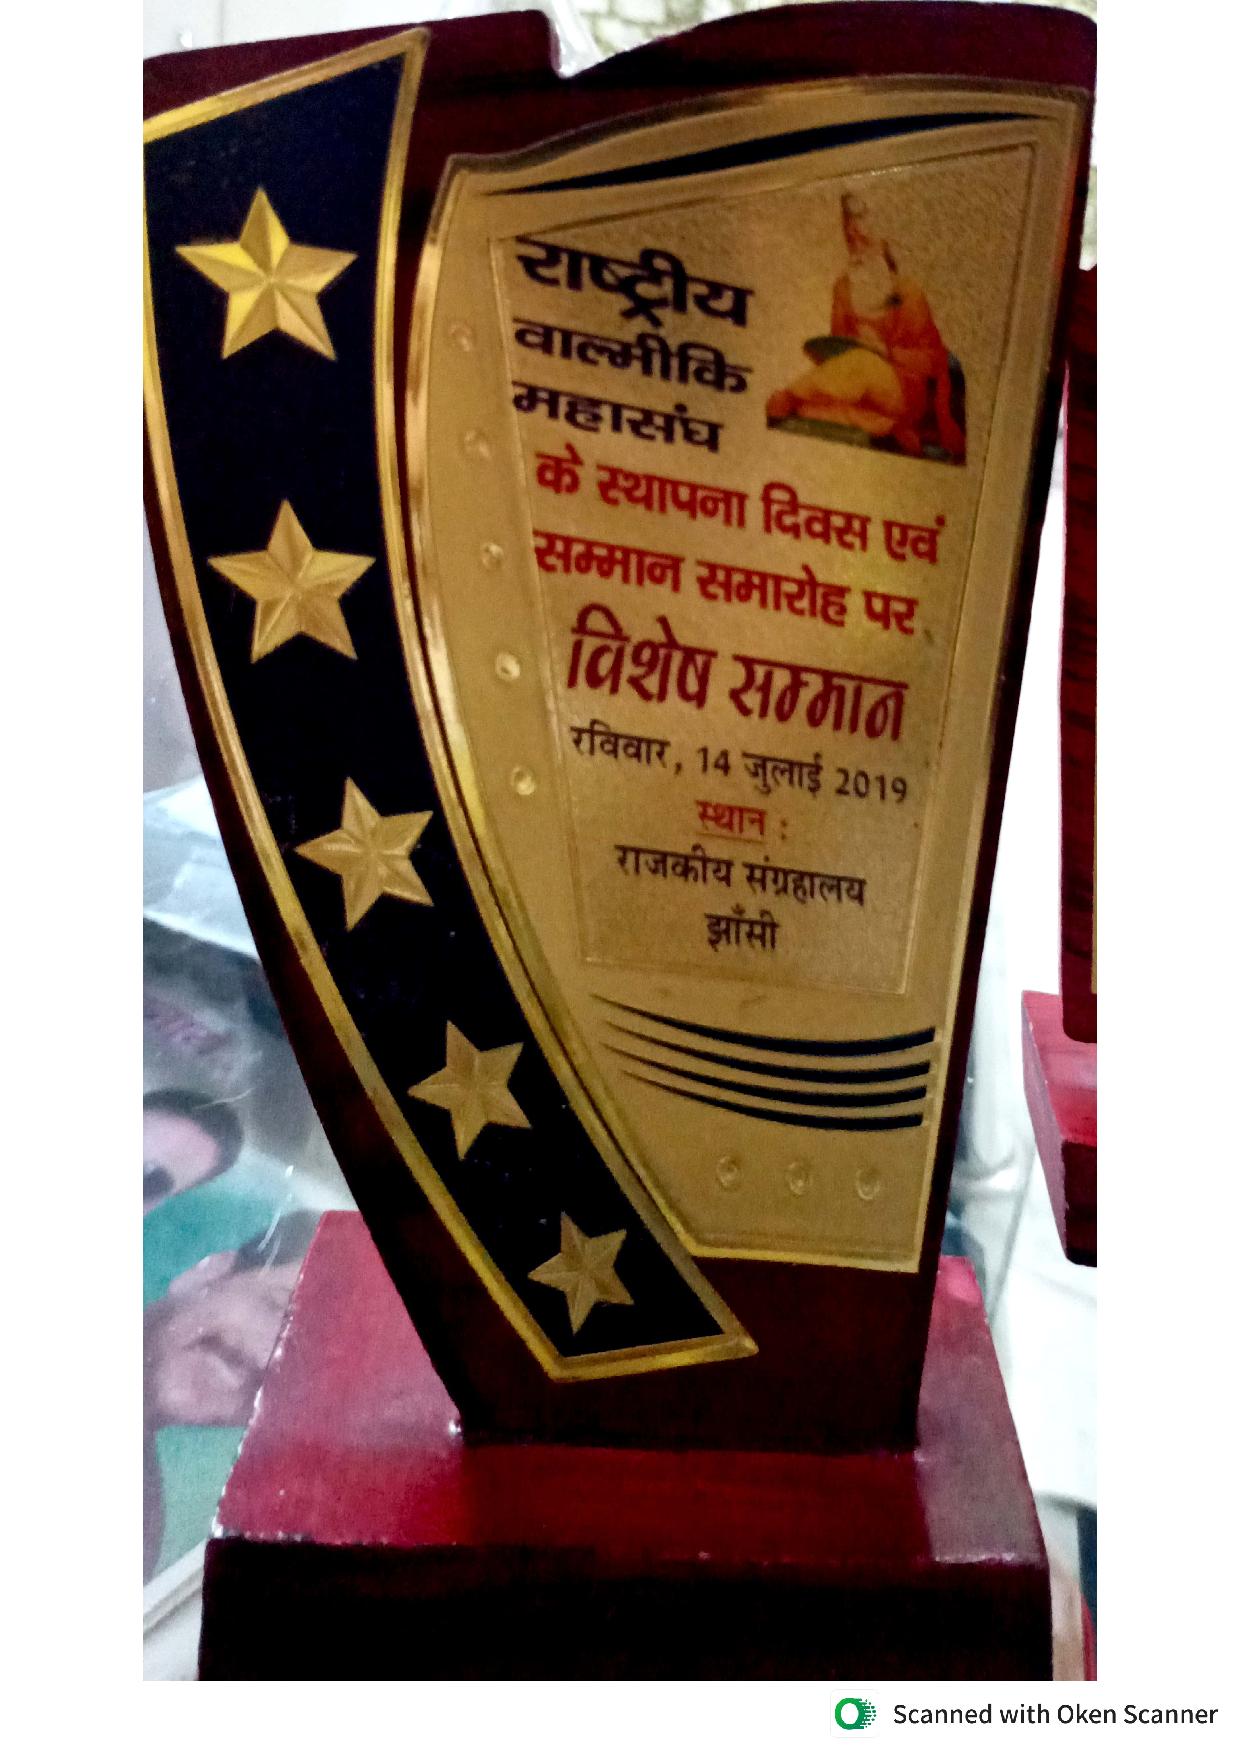 राष्ट्रीय
वाल्मीकि
महासंघ
के स्थापना दिवस एवं
सम्मान समारोह पर
विशेष सम्मान
रविवार, 14 जुलाई 2019
स्थान :
राजकीय संग्रहालय
झाँसी
Scanned with Oken Scanner